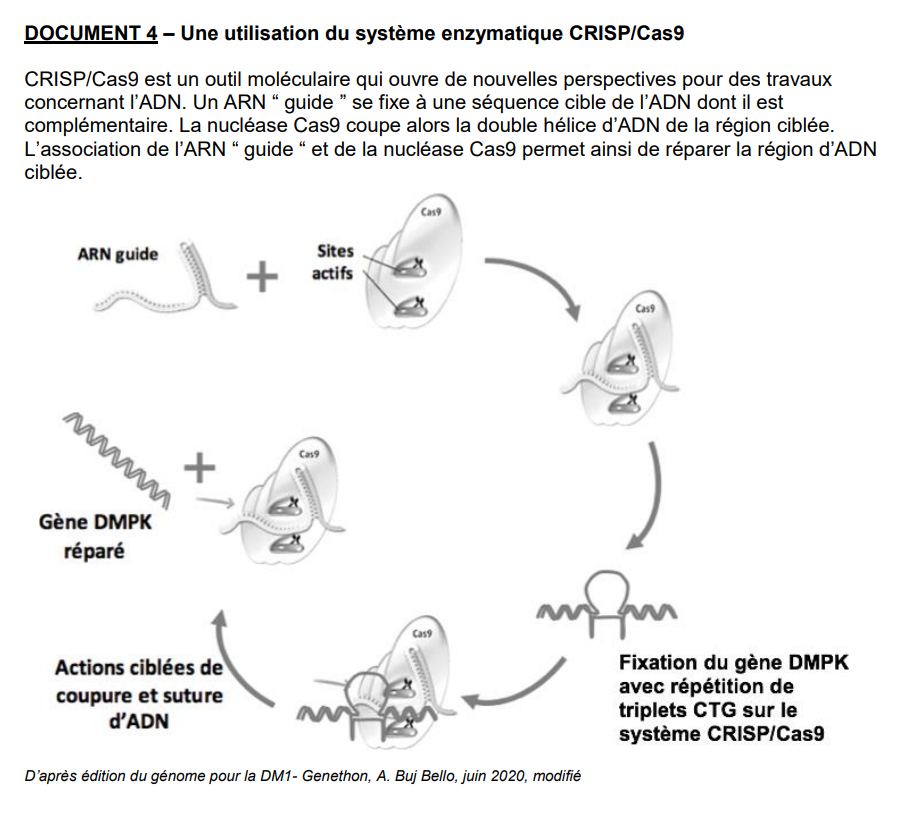 DOCUMENT 4 – Une utilisation du système enzymatique CRISP/Cas9
CRISP/Cas9 est un outil moléculaire qui ouvre de nouvelles perspectives pour des travaux
concernant l'ADN. Un ARN “ guide ” se fixe à une séquence cible de l'ADN dont il est
complémentaire. La nucléase Cas9 coupe alors la double hélice d'ADN de la région ciblée.
L'association de l'ARN “ guide “ et de la nucléase Cas9 permet ainsi de réparer la région d'ADN
ciblée.
Cas9
ARN guide
+
Sites
actifs
Cas9
Cas9
+
Gène DMPK
réparé
Cas9
Actions ciblées de
coupure et suture
d'ADN
Fixation du gène DMPK
avec répétition de
triplets CTG sur le
système CRISP/Cas9
D'après édition du génome pour la DM1- Genethon, A. Buj Bello, juin 2020, modifié